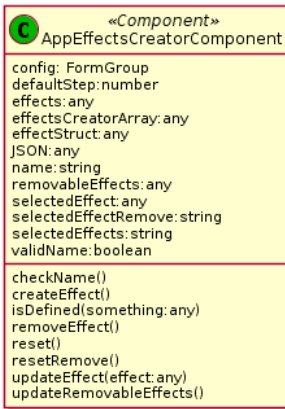 C
«Component»
AppEffectsCreatorComponent
config: FormGroup
defaultStep:number
effects:any
effectsCreatorArray:any
effectStruct:any
JSON:any
name:string
removableEffects:any
selectedEffect:any
selectedEffectRemove:string
selectedEffects:string
validName:boolean
checkName()
createEffect()
isDefined(something:any)
removeEffect()
reset()
resetRemove()
updateEffect(effect:any)
updateRemovableEffects()